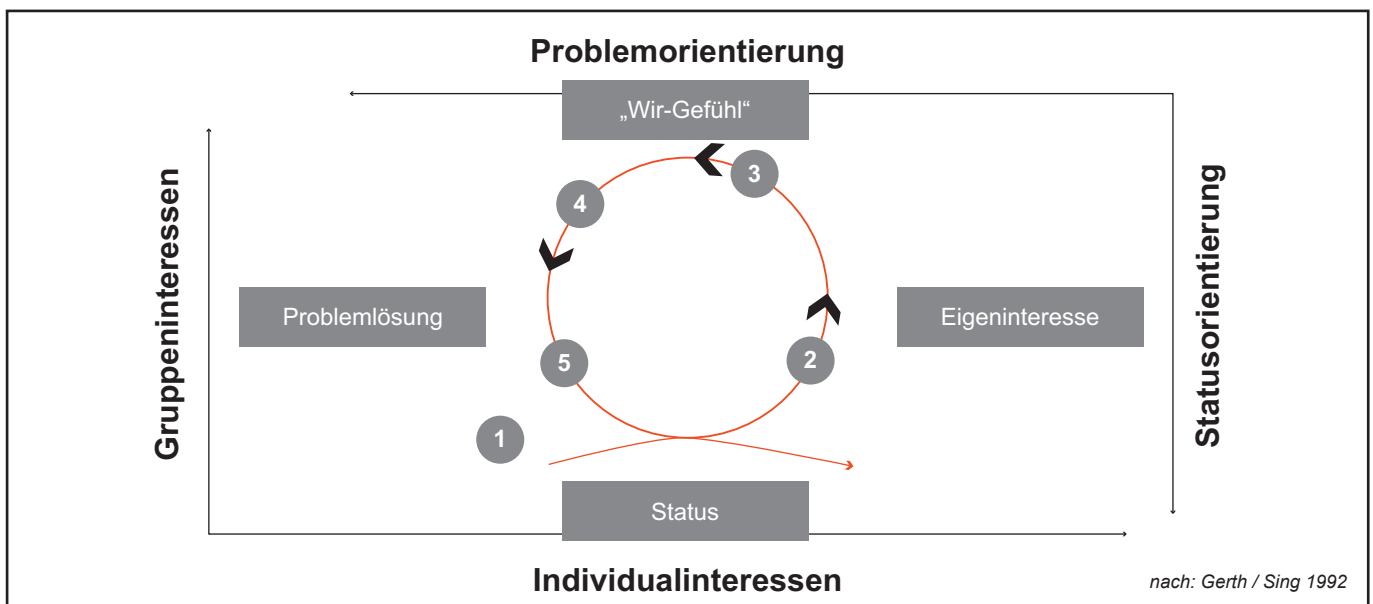 Problemorientierung
„Wir-Gefühl“
3
4
Gruppeninteressen
Statusorientierung
Problemlösung
Eigeninteresse
5
2
1
Status
Individualinteressen
nach: Gerth / Sing 1992